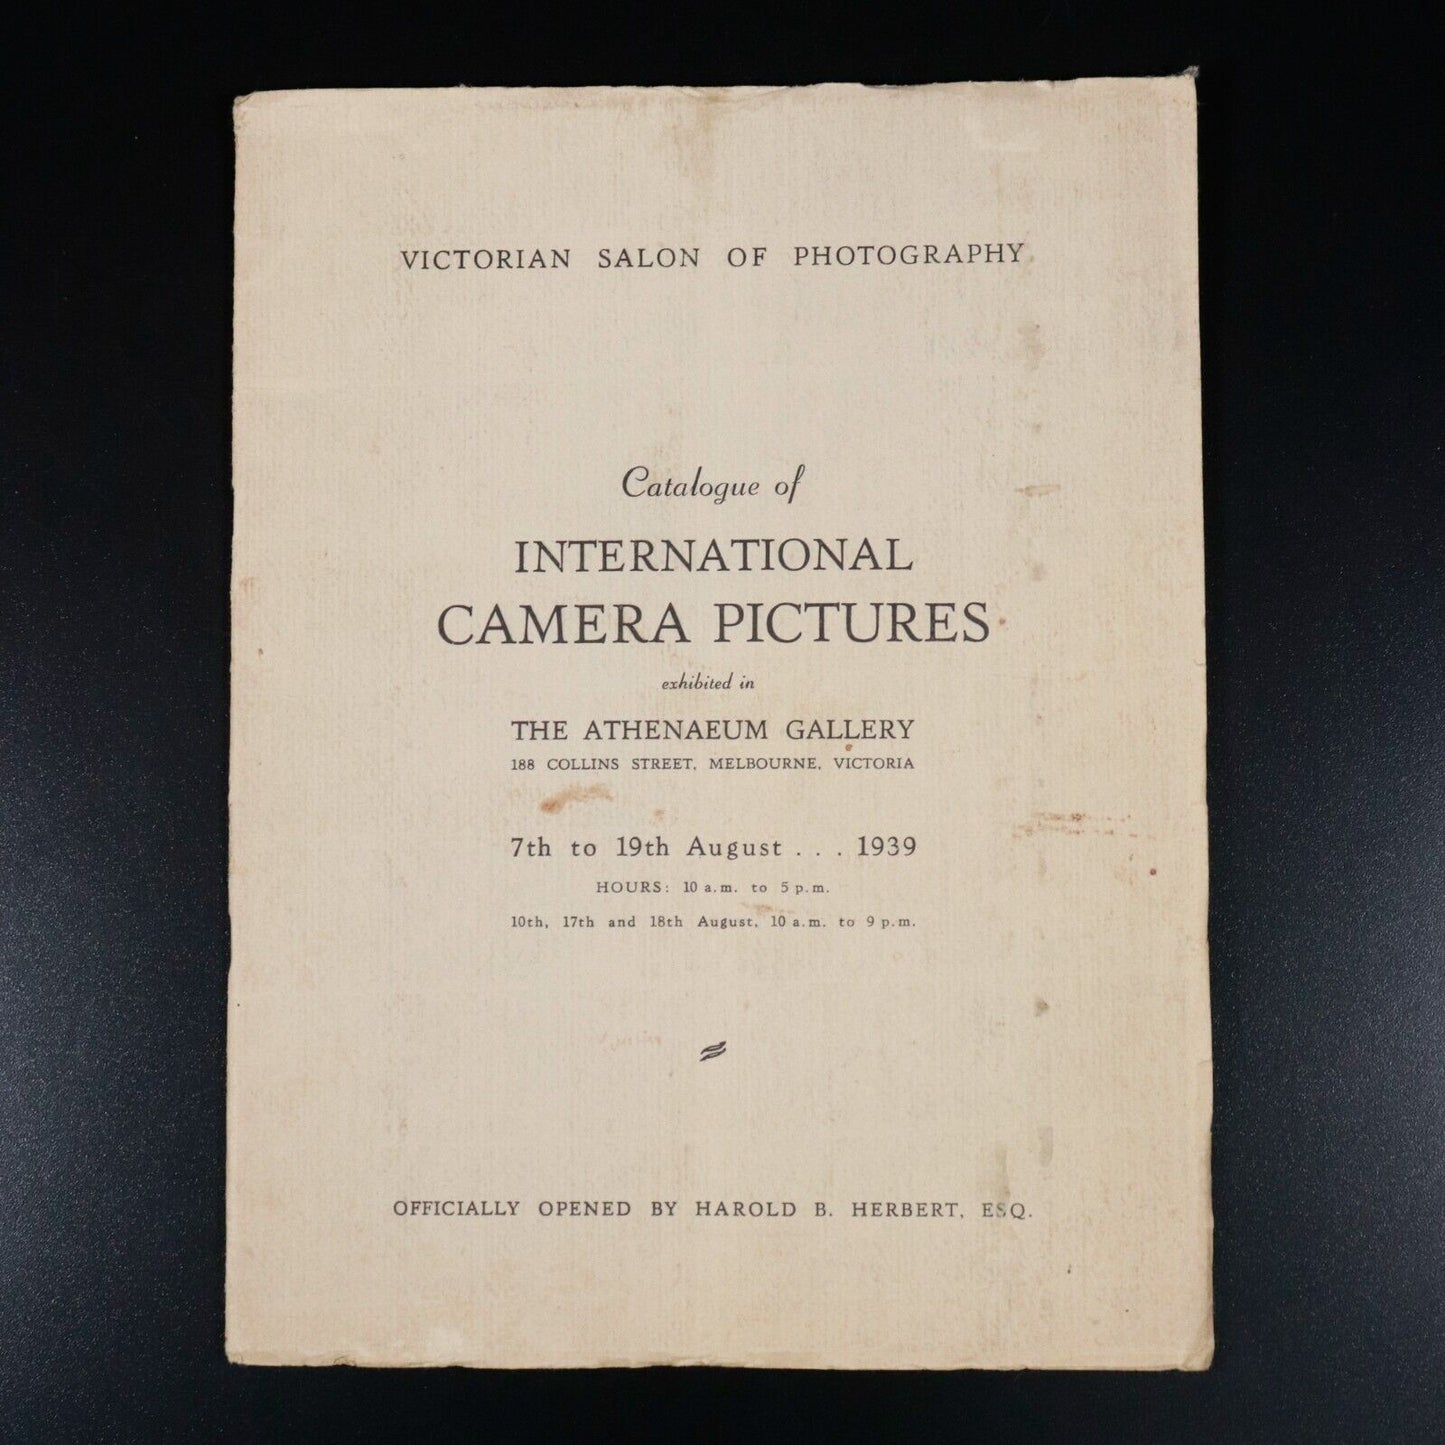 VICTORIAN SALON OF PHOTOGRAPHY
Catalogue of
INTERNATIONAL
CAMERA PICTURES
exhibited in
THE ATHENAEUM GALLERY
188 COLLINS STREET, MELBOURNE, VICTORIA
7th to 19th August . . . 1939
HOURS: 10 a.m. to 5 p.m.
10th, 17th and 18th August, 10 a.m. to 9 p.m.
OFFICIALLY OPENED BY HAROLD B. HERBERT, ESQ.